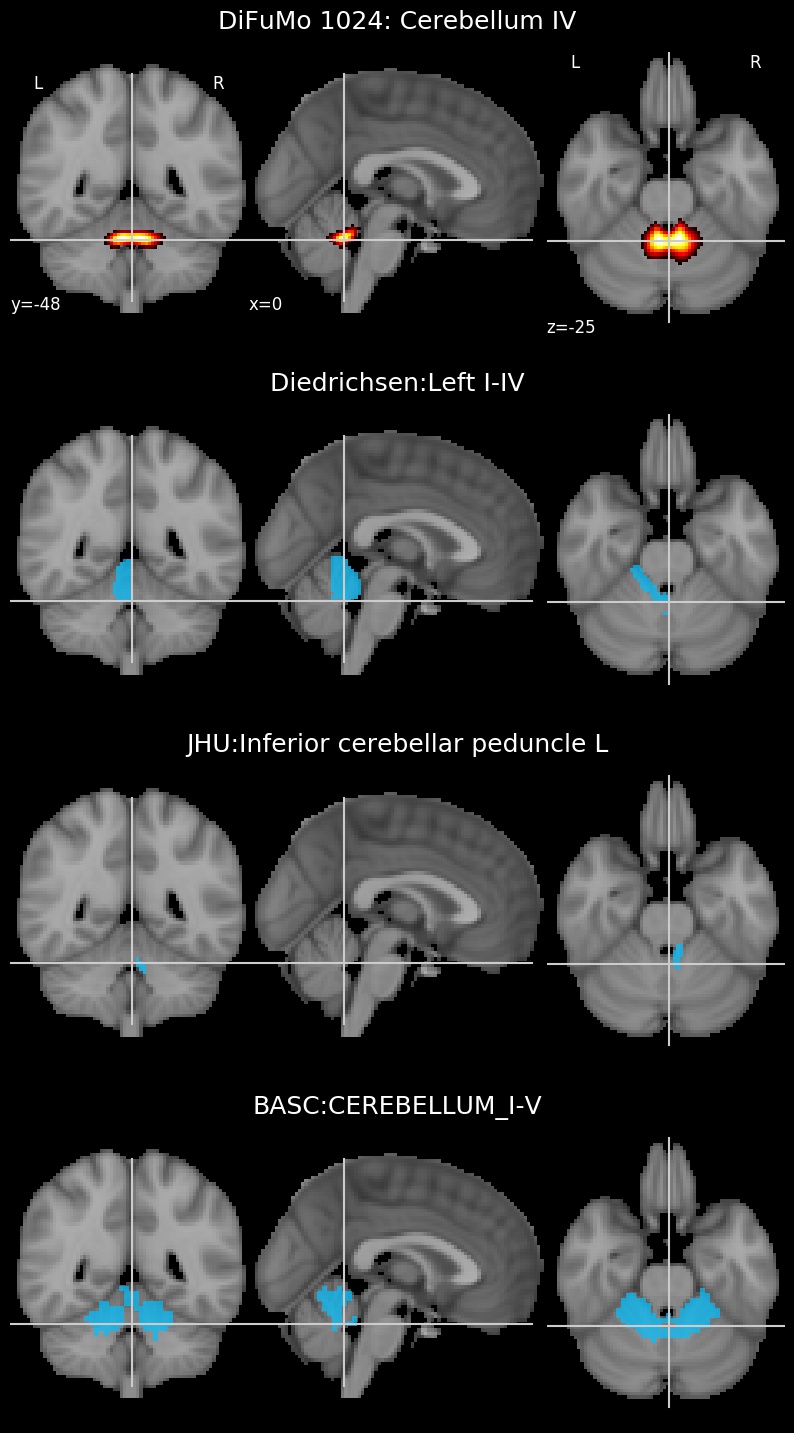 DiFuMo 1024: Cerebellum IV
L R L R
y=-48 x=0 z=-25
Diedrichsen:Left I-IV
JHU:Inferior cerebellar peduncle L
BASC:CEREBELLUM_I-V